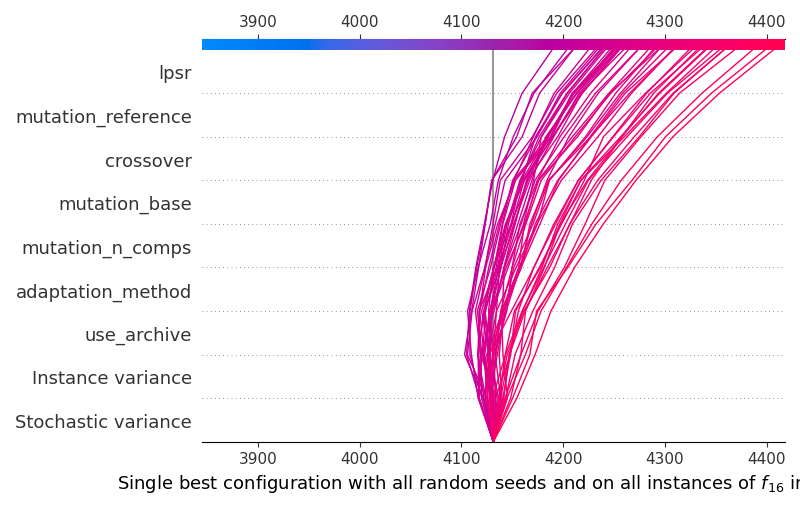 3900 4000 4100 4200 4300 4400
lpsr
mutation_reference
crossover
mutation_base
mutation_n_comps
adaptation_method
use_archive
Instance variance
Stochastic variance
3900 4000 4100 4200 4300 4400
Single best configuration with all random seeds and on all instances of f16